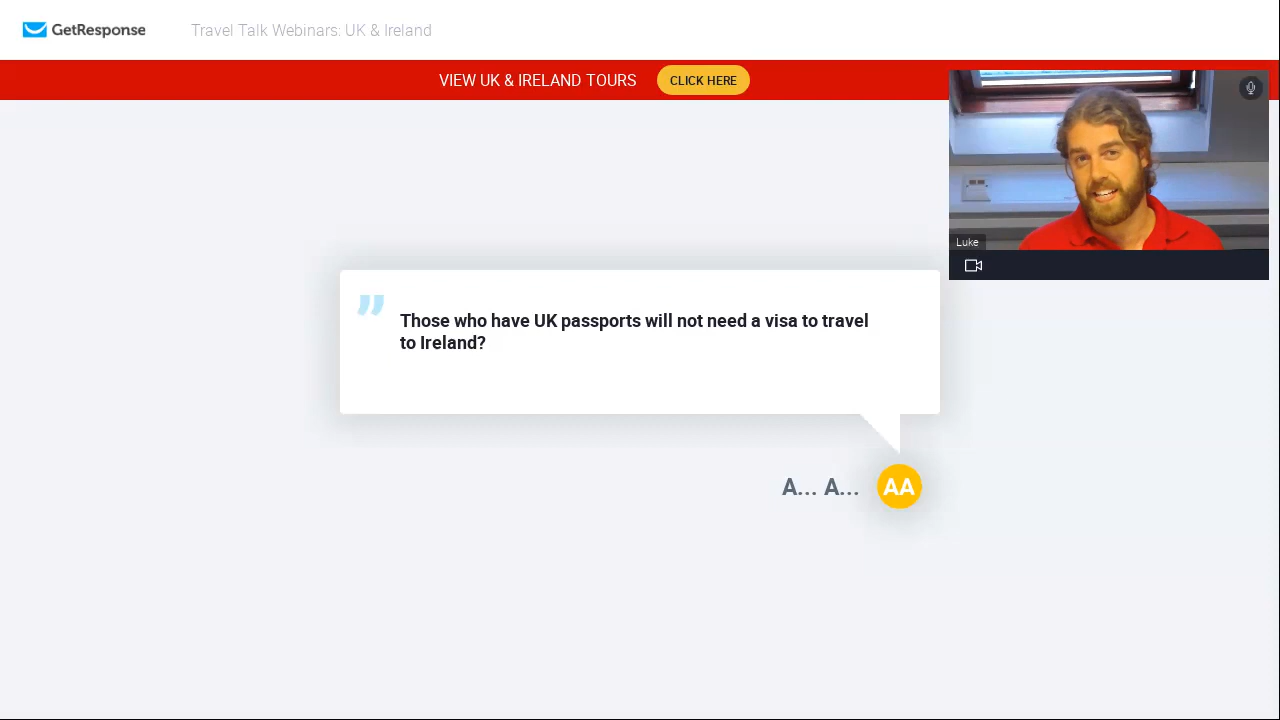 GetResponse
Travel Talk Webinars: UK & Ireland
VIEW UK & IRELAND TOURS
CLICK HERE
Luke
”
Those who have UK passports will not need a visa to travel
to Ireland?
A... A...
AA